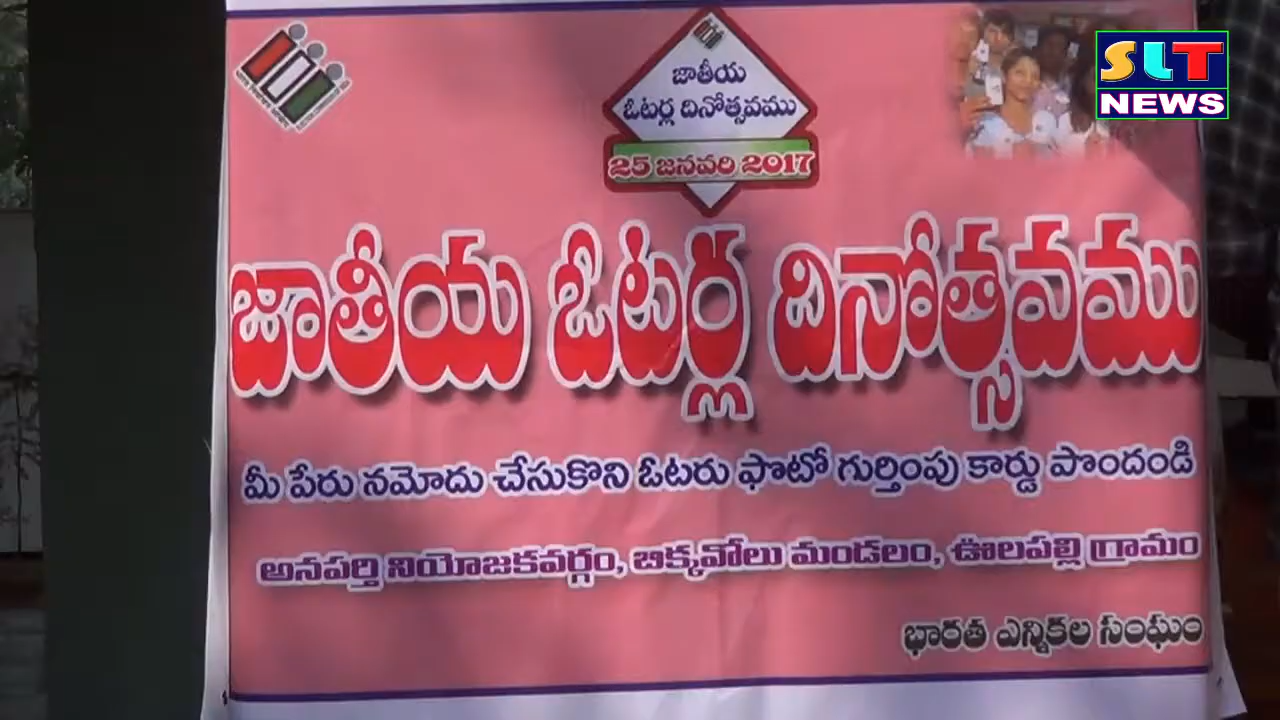 SLT
NEWS
జాతీయ
ఓటర్ల దినోత్సవము
25 జనవరి 2017
జాతీయ ఓటర్ల దినోత్సవము
మీ పేరు నమోదు చేసుకొని ఓటరు ఫొటో గుర్తింపు కార్డు పొందండి
అనపర్తి నియోజకవర్గం, బిక్కవోలు మండలం, ఊలపల్లి గ్రామం
భారత ఎన్నికల సంఘం